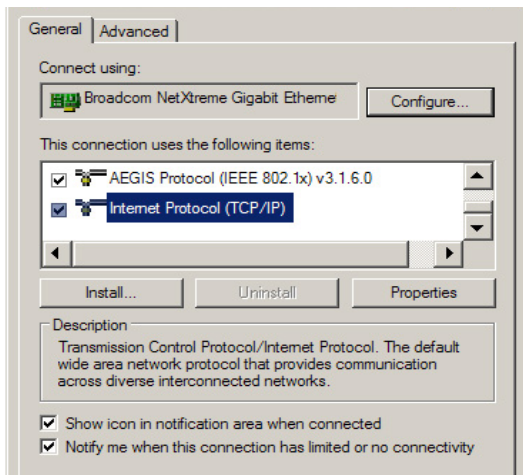 General Advanced
Connect using:
Broadcom NetXtreme Gigabit Etherne Configure...
This connection uses the following items:
AEGIS Protocol (IEEE 802.1x) v3.1.6.0
Internet Protocol (TCP/IP)
Install... Uninstall Properties
Description
Transmission Control Protocol/Internet Protocol. The default
wide area network protocol that provides communication
across diverse interconnected networks.
Show icon in notification area when connected
Notify me when this connection has limited or no connectivity